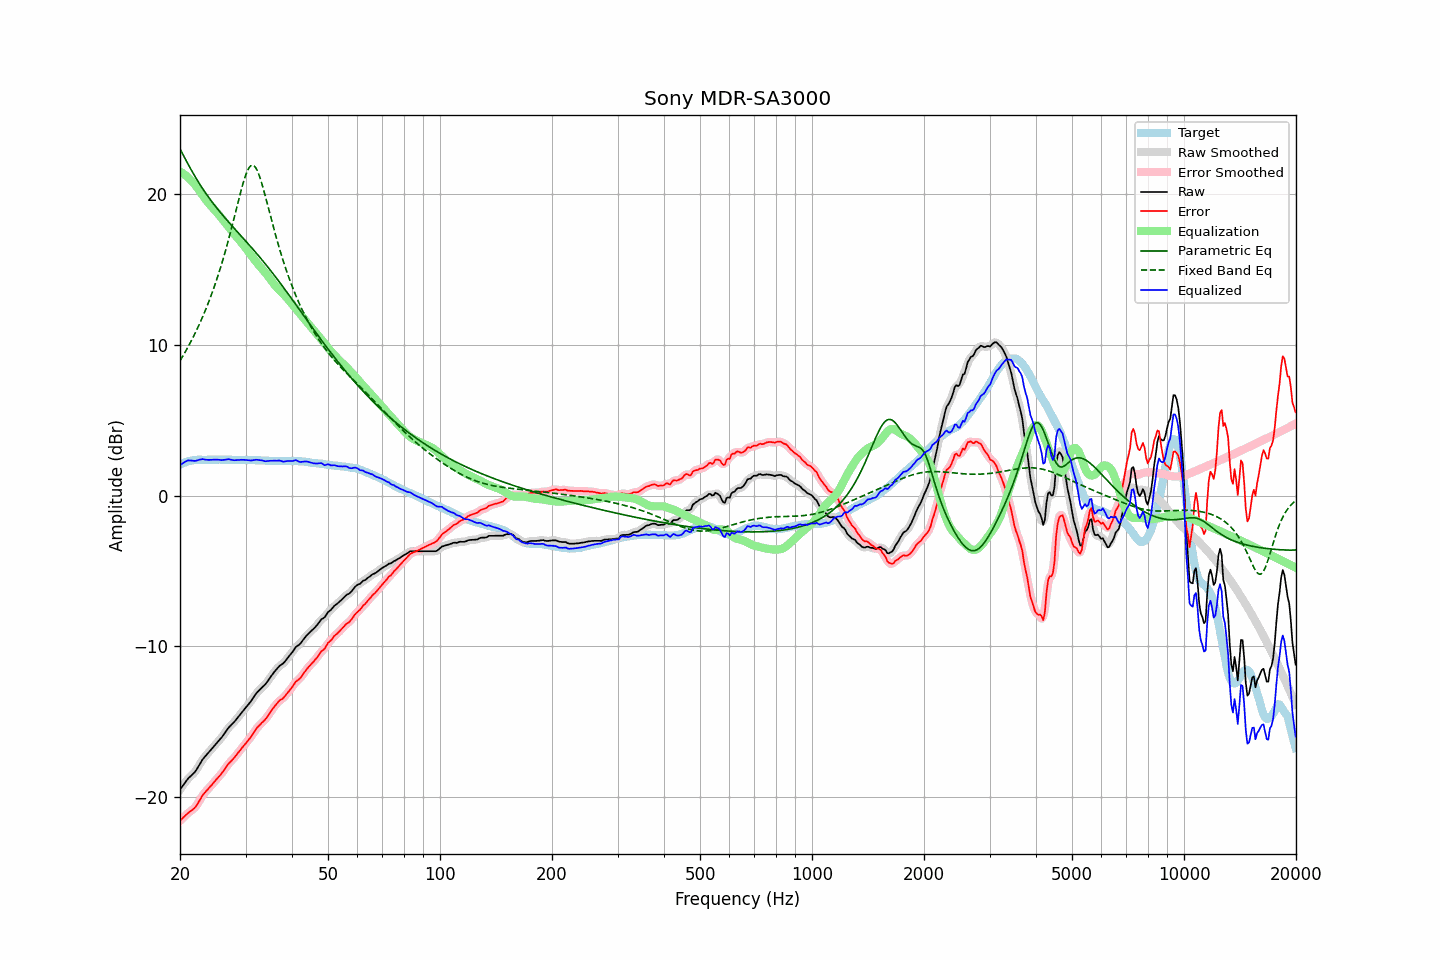 Sony MDR-SA3000
Amplitude (dBr)
20
10
0
−10
−20
Target
Raw Smoothed
Error Smoothed
Raw
Error
Equalization
Parametric Eq
Fixed Band Eq
Equalized
20 50 100 200 500 1000 2000 5000 10000 20000
Frequency (Hz)